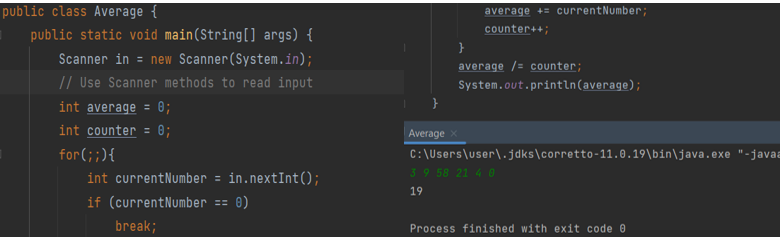 public class Average {
public static void main(String[] args) {
Scanner in = new Scanner(System.in);
// Use Scanner methods to read input
int average = 0;
int counter = 0;
for(;;){
int currentNumber = in.nextInt();
if (currentNumber == 0)
break;
average += currentNumber;
counter++;
}
average /= counter;
System.out.println(average);
}
Average ×
C:\Users\user\.jdks\corretto-11.0.19\bin\java.exe "-javaa
3 9 58 21 4 0
19
Process finished with exit code 0